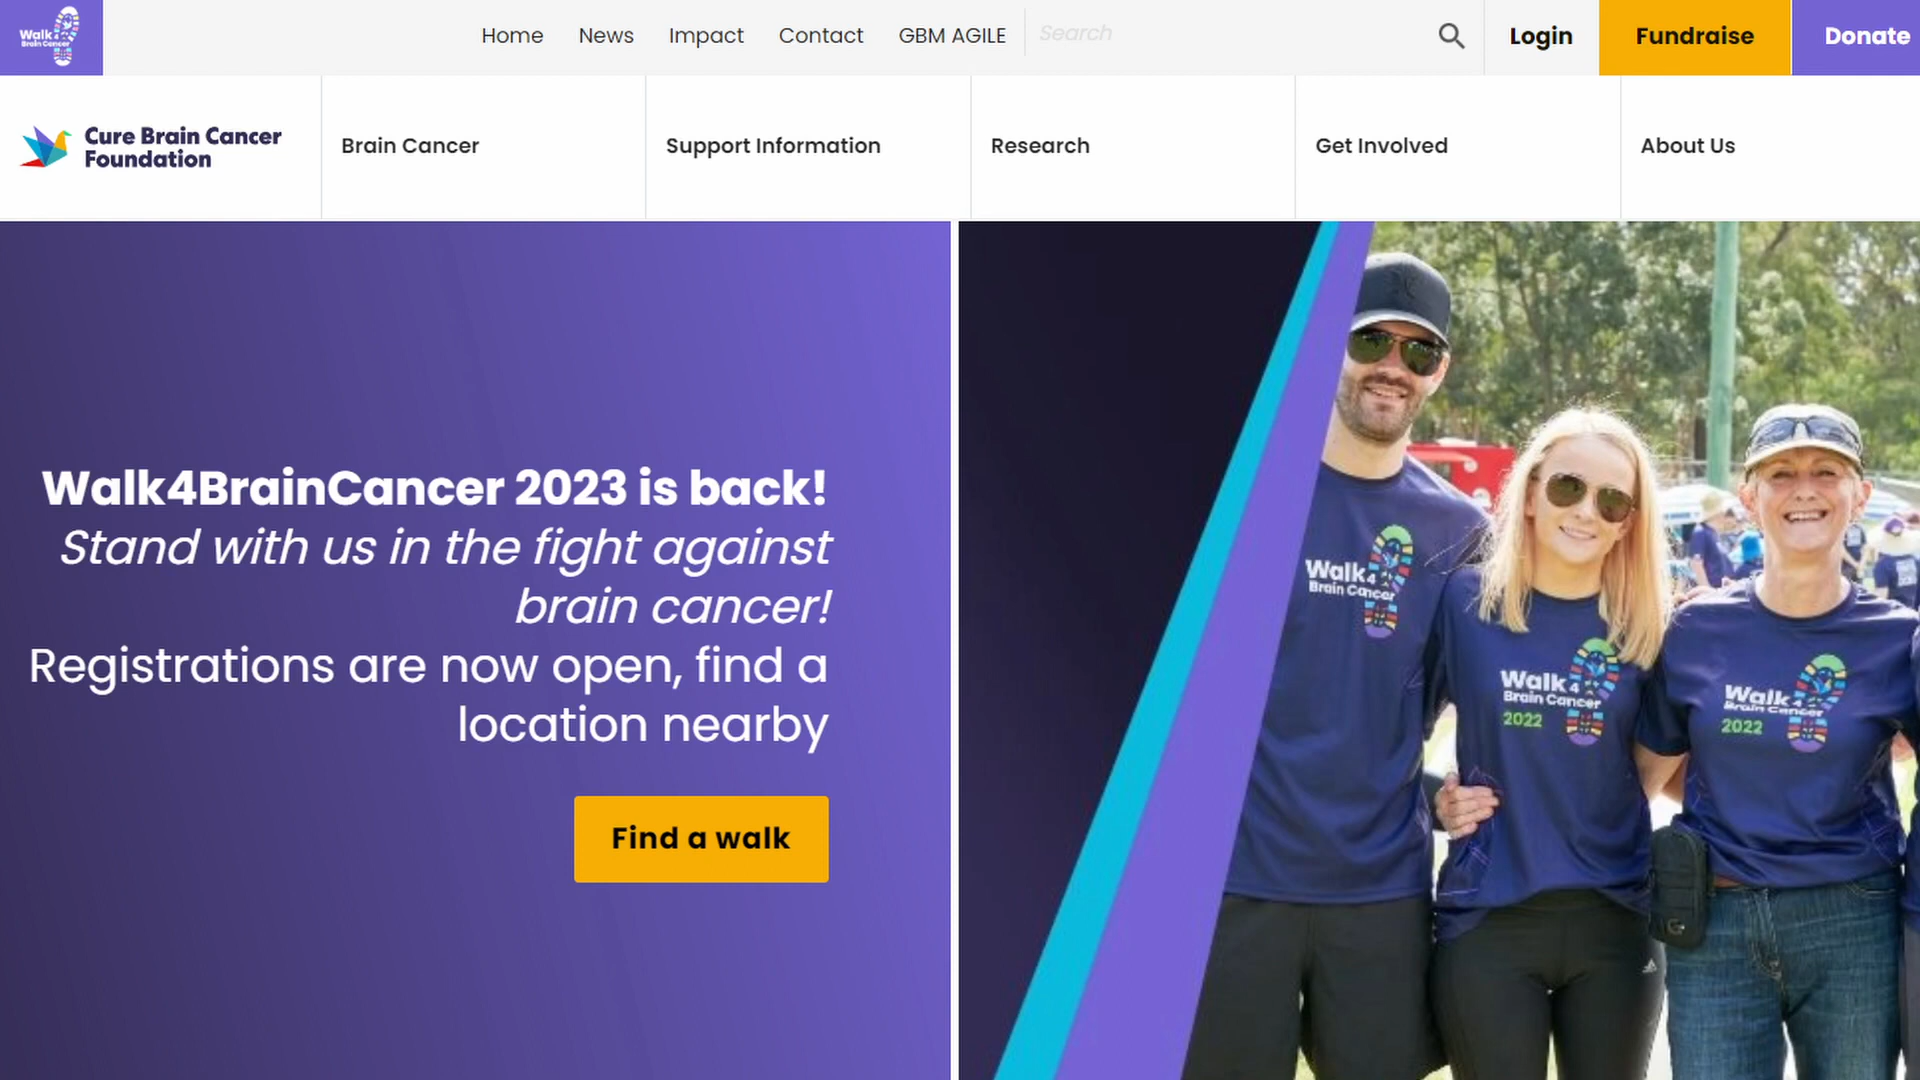 Walk4
Brain Cancer
Home
News
Impact
Contact
GBM AGILE
Search
Login
Fundraise
Donate
Cure Brain Cancer
Foundation
Brain Cancer
Support Information
Research
Get Involved
About Us
Walk4BrainCancer 2023 is back!
Stand with us in the fight against
brain cancer!
Registrations are now open, find a
location nearby
Find a walk
Walk4
Brain Cancer
Walk4
Brain Cancer
2022
Walk4
Brain Cancer
2022